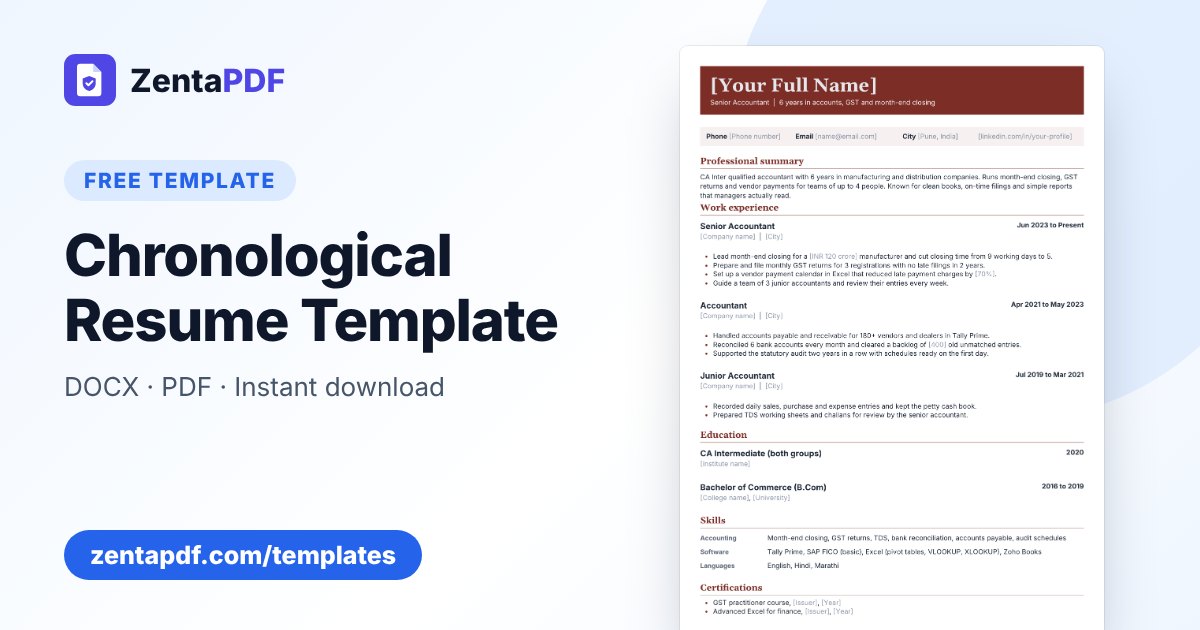 ZentaPDF
FREE TEMPLATE
Chronological
Resume Template
DOCX · PDF · Instant download
zentapdf.com/templates
[Your Full Name]
Senior Accountant | 6 years in accounts, GST and month-end closing
Phone [Phone number] Email [name@email.com] City [Pune, India] [linkedin.com/in/your-profile]
Professional summary
CA Inter qualified accountant with 6 years in manufacturing and distribution companies. Runs month-end closing, GST
returns and vendor payments for teams of up to 4 people. Known for clean books, on-time filings and simple reports
that managers actually read.
Work experience
Senior Accountant Jun 2023 to Present
[Company name] | [City]
• Lead month-end closing for a [INR 120 crore] manufacturer and cut closing time from 9 working days to 5.
• Prepare and file monthly GST returns for 3 registrations with no late filings in 2 years.
• Set up a vendor payment calendar in Excel that reduced late payment charges by [70%].
• Guide a team of 3 junior accountants and review their entries every week.
Accountant Apr 2021 to May 2023
[Company name] | [City]
• Handled accounts payable and receivable for 180+ vendors and dealers in Tally Prime.
• Reconciled 6 bank accounts every month and cleared a backlog of [400] old unmatched entries.
• Supported the statutory audit two years in a row with schedules ready on the first day.
Junior Accountant Jul 2019 to Mar 2021
[Company name] | [City]
• Recorded daily sales, purchase and expense entries and kept the petty cash book.
• Prepared TDS working sheets and challans for review by the senior accountant.
Education
CA Intermediate (both groups) 2020
[Institute name]
Bachelor of Commerce (B.Com) 2016 to 2019
[College name], [University]
Skills
Accounting Month-end closing, GST returns, TDS, bank reconciliation, accounts payable, audit schedules
Software Tally Prime, SAP FICO (basic), Excel (pivot tables, VLOOKUP, XLOOKUP), Zoho Books
Languages English, Hindi, Marathi
Certifications
• GST practitioner course, [Issuer], [Year]
• Advanced Excel for finance, [Issuer], [Year]